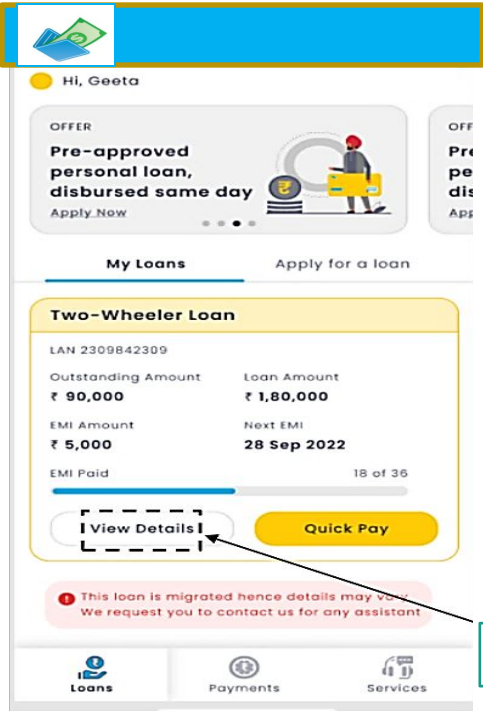 Hi, Geeta
OFFER
Pre-approved
personal loan,
disbursed same day
Apply Now
OFF
Pre
pe
dis
App
My Loans
Apply for a loan
Two-Wheeler Loan
LAN 2309842309
Outstanding Amount
Loan Amount
₹ 90,000
₹ 1,80,000
EMI Amount
Next EMI
₹ 5,000
28 Sep 2022
EMI Paid
18 of 36
View Details
Quick Pay
This loan is migrated hence details may vary
We request you to contact us for any assistant
Loans
Payments
Services